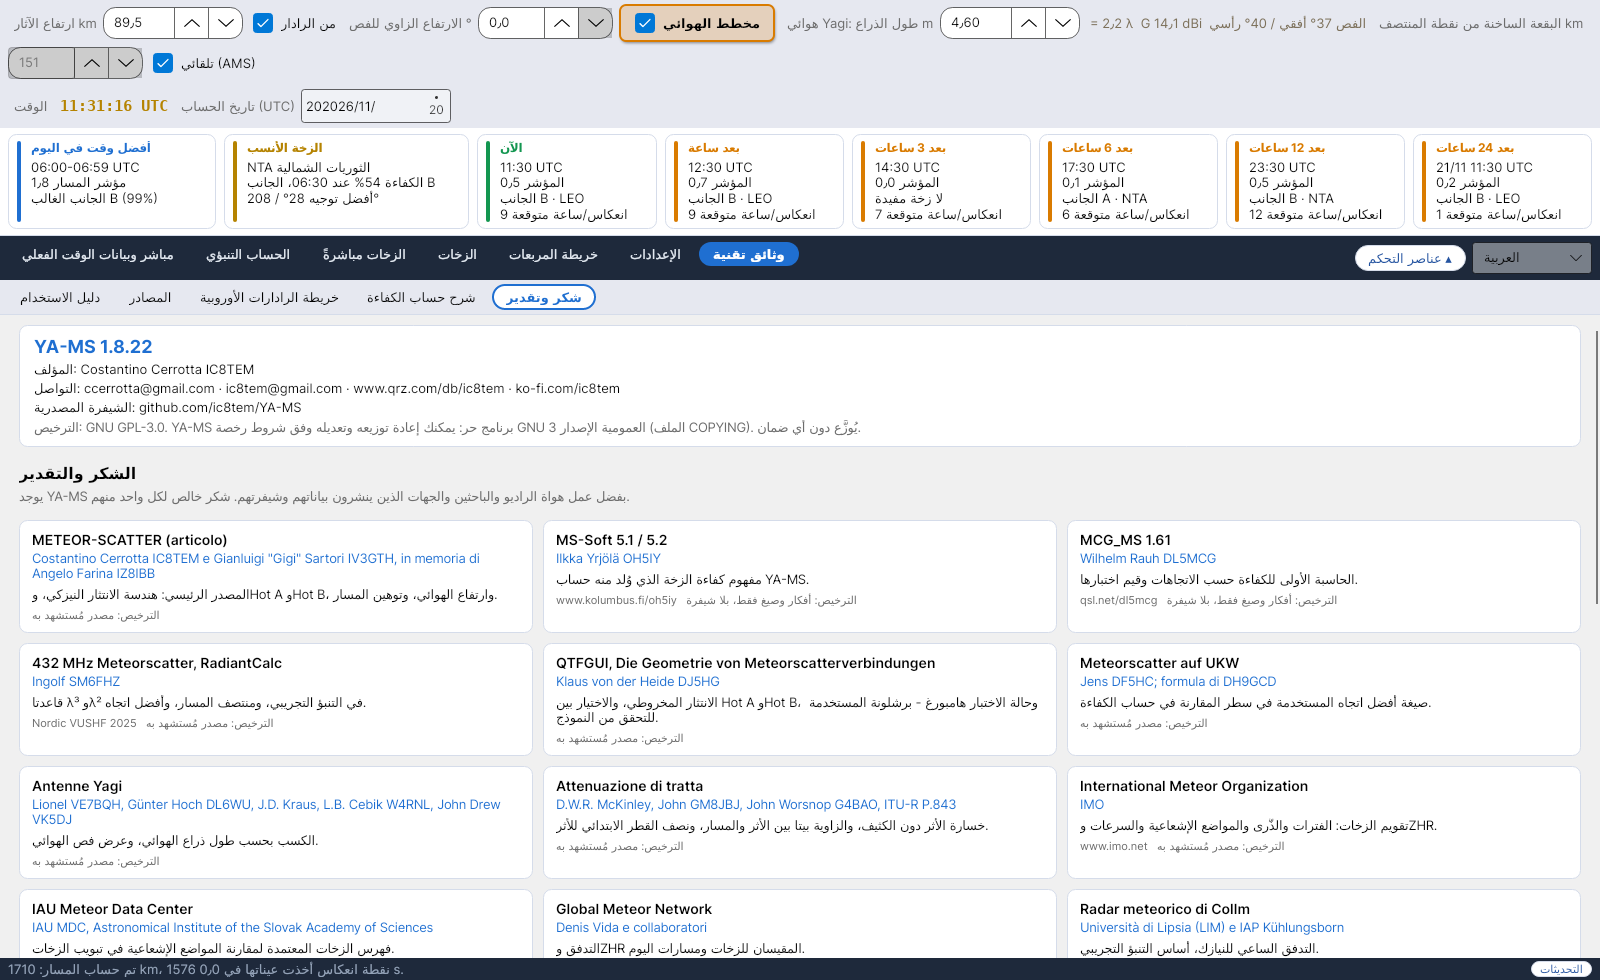 ارتفاع الآثار km 89٫5 من الرادار الارتفاع الزاوي للفص ° 0٫0 مخطط الهوائي هوائي Yagi: طول الذراع m 4٫60 = 2٫2 λ G 14٫1 dBi الفص 37° أفقي / 40° رأسي البقعة الساخنة من نقطة المنتصف km
151 تلقائي (AMS)
الوقت 11:31:16 UTC تاريخ الحساب (UTC) 202026/11/ 20
أفضل وقت في اليوم
06:00-06:59 UTC
مؤشر المسار 1٫8
الجانب الغالب B (99%)
الزخة الأنسب
NTA الثوريات الشمالية
الكفاءة 54% عند 06:30، الجانب B
أفضل توجيه 28° / 208°
الآن
11:30 UTC
المؤشر 0٫5
الجانب B · LEO
انعكاس/ساعة متوقعة 9
بعد ساعة
12:30 UTC
المؤشر 0٫7
الجانب B · LEO
انعكاس/ساعة متوقعة 9
بعد 3 ساعات
14:30 UTC
المؤشر 0٫0
لا زخة مفيدة
انعكاس/ساعة متوقعة 7
بعد 6 ساعات
17:30 UTC
المؤشر 0٫1
الجانب A · NTA
انعكاس/ساعة متوقعة 6
بعد 12 ساعات
23:30 UTC
المؤشر 0٫5
الجانب B · NTA
انعكاس/ساعة متوقعة 12
بعد 24 ساعات
21/11 11:30 UTC
المؤشر 0٫2
الجانب B · LEO
انعكاس/ساعة متوقعة 1
مباشر وبيانات الوقت الفعلي الحساب التنبؤي الزخات مباشرةً الزخات خريطة المربعات الإعدادات وثائق تقنية عناصر التحكم ▴ العربية
دليل الاستخدام المصادر خريطة الرادارات الأوروبية شرح حساب الكفاءة شكر وتقدير
YA-MS 1.8.22
المؤلف: Costantino Cerrotta IC8TEM
التواصل: ccerrotta@gmail.com · ic8tem@gmail.com · www.qrz.com/db/ic8tem · ko-fi.com/ic8tem
الشيفرة المصدرية: github.com/ic8tem/YA-MS
الترخيص: GNU GPL-3.0. YA-MS برنامج حر: يمكنك إعادة توزيعه وتعديله وفق شروط رخصة GNU العمومية الإصدار 3 (الملف COPYING). يُوزَّع دون أي ضمان.
الشكر والتقدير
يوجد YA-MS بفضل عمل هواة الراديو والباحثين والجهات الذين ينشرون بياناتهم وشيفرتهم. شكر خالص لكل واحد منهم.
METEOR-SCATTER (articolo)
Costantino Cerrotta IC8TEM e Gianluigi "Gigi" Sartori IV3GTH, in memoria di
Angelo Farina IZ8IBB
المصدر الرئيسي: هندسة الانتثار النيزكي، وHot A وHot B، وارتفاع الهوائي، وتوهين المسار.
الترخيص: مصدر مُستشهد به
MS-Soft 5.1 / 5.2
Ilkka Yrjölä OH5IY
مفهوم كفاءة الزخة الذي وُلد منه حساب YA-MS.
www.kolumbus.fi/oh5iy الترخيص: أفكار وصيغ فقط، بلا شيفرة
MCG_MS 1.61
Wilhelm Rauh DL5MCG
الحاسبة الأولى للكفاءة حسب الاتجاهات وقيم اختبارها.
qsl.net/dl5mcg الترخيص: أفكار وصيغ فقط، بلا شيفرة
432 MHz Meteorscatter, RadiantCalc
Ingolf SM6FHZ
قاعدتا λ³ وλ² في التنبؤ التجريبي، ومنتصف المسار، وأفضل اتجاه.
Nordic VUSHF 2025 الترخيص: مصدر مُستشهد به
QTFGUI, Die Geometrie von Meteorscatterverbindungen
Klaus von der Heide DJ5HG
الانتثار المخروطي، والاختيار بين Hot A وHot B، وحالة الاختبار هامبورغ - برشلونة المستخدمة
للتحقق من النموذج.
الترخيص: مصدر مُستشهد به
Meteorscatter auf UKW
Jens DF5HC; formula di DH9GCD
صيغة أفضل اتجاه المستخدمة في سطر المقارنة في حساب الكفاءة.
الترخيص: مصدر مُستشهد به
Antenne Yagi
Lionel VE7BQH, Günter Hoch DL6WU, J.D. Kraus, L.B. Cebik W4RNL, John Drew
VK5DJ
الكسب بحسب طول ذراع الهوائي، وعرض فص الهوائي.
الترخيص: مصدر مُستشهد به
Attenuazione di tratta
D.W.R. McKinley, John GM8JBJ, John Worsnop G4BAO, ITU-R P.843
خسارة الأثر دون الكثيف، والزاوية بيتا بين الأثر والمسار، ونصف القطر الابتدائي للأثر.
الترخيص: مصدر مُستشهد به
International Meteor Organization
IMO
تقويم الزخات: الفترات والذُرى والمواضع الإشعاعية والسرعات وZHR.
www.imo.net الترخيص: مصدر مُستشهد به
IAU Meteor Data Center
IAU MDC, Astronomical Institute of the Slovak Academy of Sciences
فهرس الزخات المعتمدة لمقارنة المواضع الإشعاعية في تبويب الزخات.
Global Meteor Network
Denis Vida e collaboratori
التدفق وZHR المقيسان للزخات ومسارات اليوم.
Radar meteorico di Collm
Università di Lipsia (LIM) e IAP Kühlungsborn
التدفق الساعي للنيازك، أساس التنبؤ التجريبي.
تم حساب المسار: 1710 km، 1576 نقطة انعكاس أخذت عيناتها في 0٫0 s. التحديثات